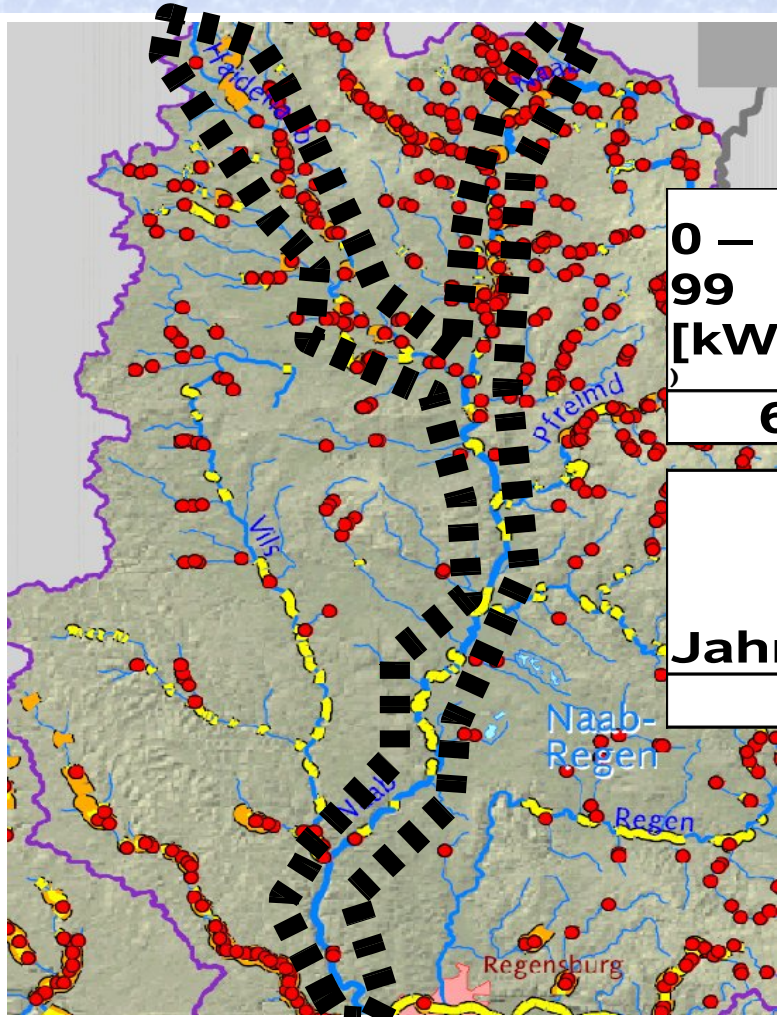 Haidenaab
Naab
0 –
99
[kW
)
6
Pfreimd
Vils
Jahr
Naab-
Regen
Naab
Regen
Regensburg